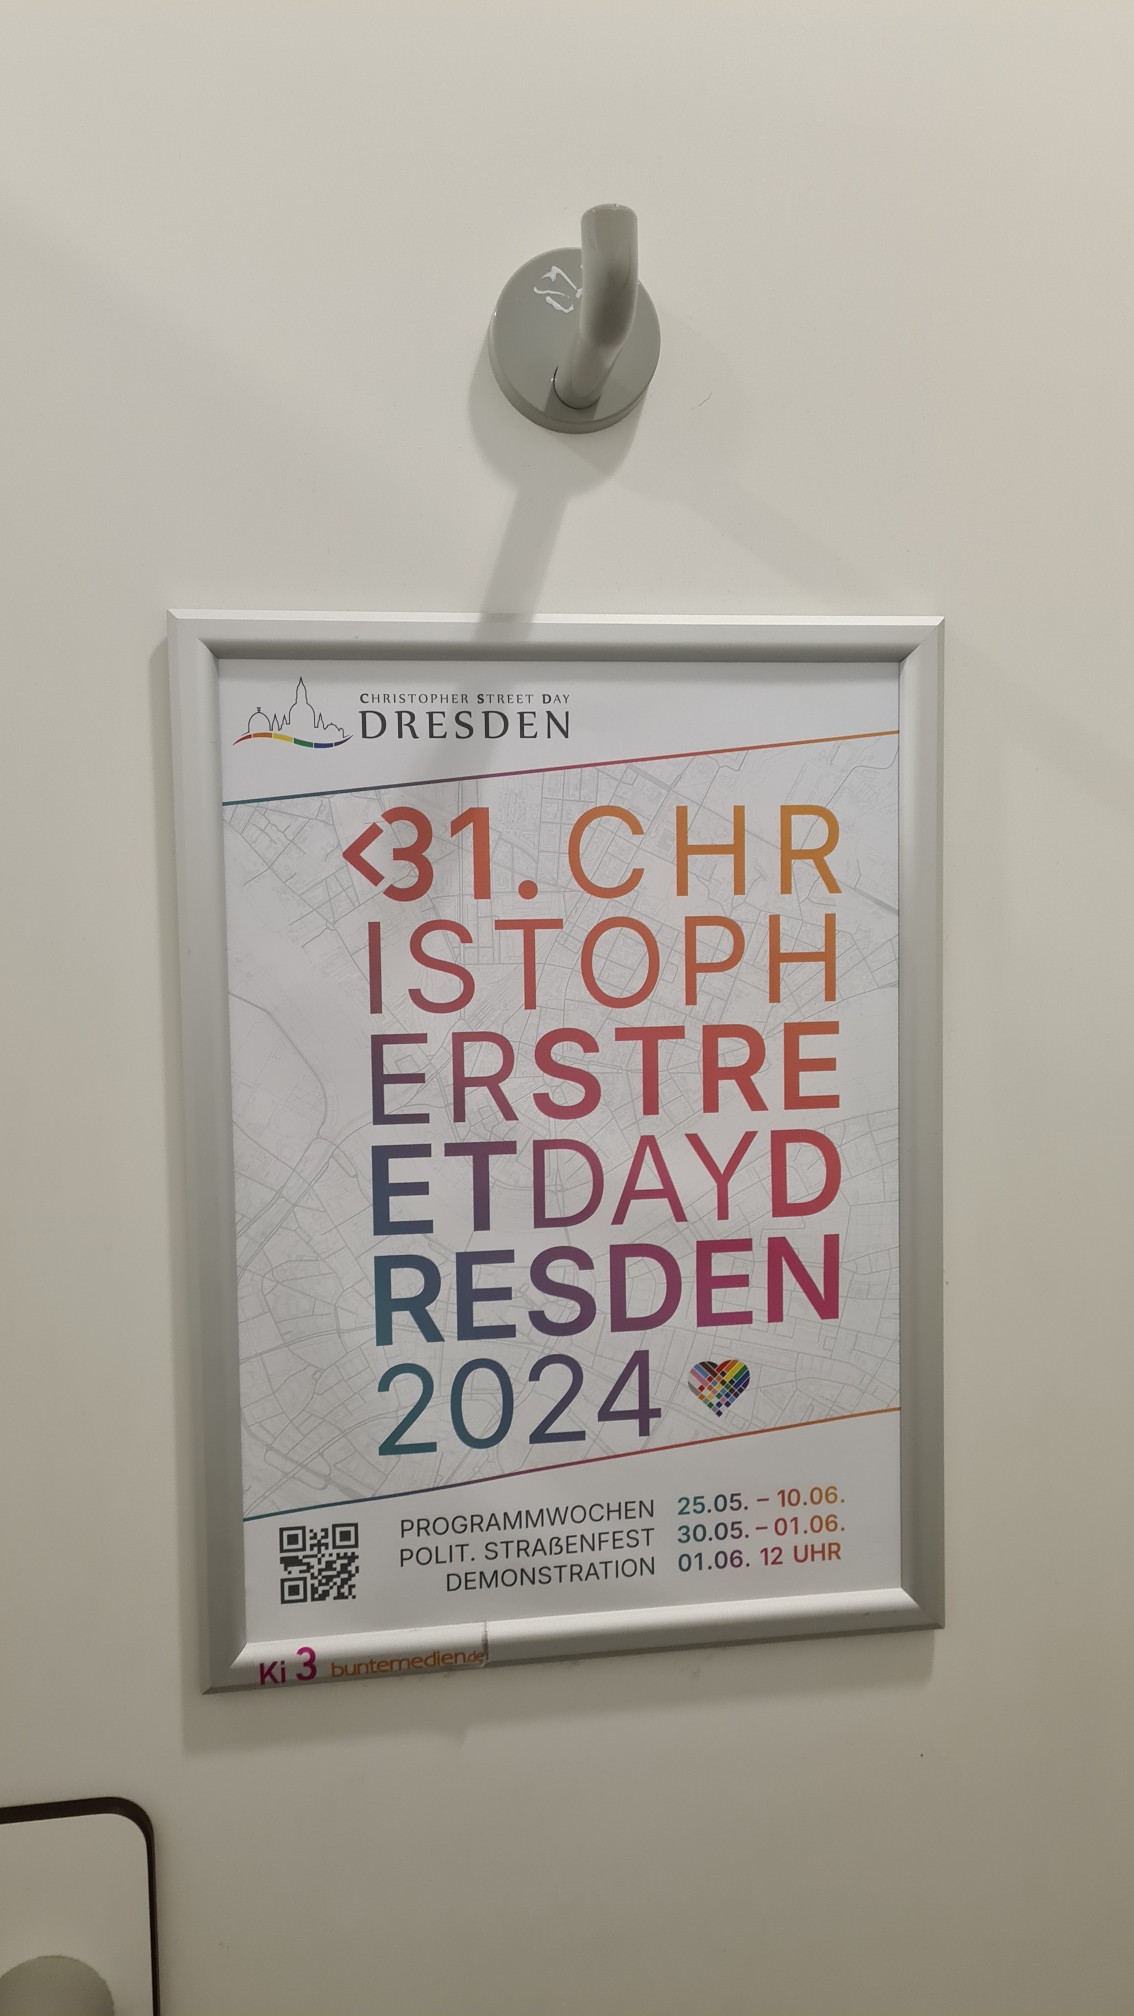 CHRISTOPHER STREET DAY
DRESDEN
<31. CHR
ISTOPH
ERSTRE
ETDAYD
RESDEN
2024
PROGRAMMWOCHEN 25.05. – 10.06.
POLIT. STRAßENFEST 30.05. – 01.06.
DEMONSTRATION 01.06. 12 UHR
Ki 3 buntemedien.de